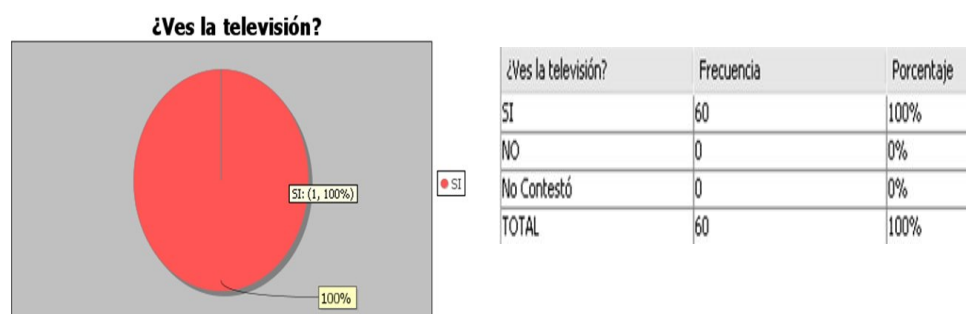 ¿Ves la televisión?
SI: (1, 100%)
100%
SI
¿Ves la televisión? Frecuencia Porcentaje
SI 60 100%
NO 0 0%
No Contestó 0 0%
TOTAL 60 100%